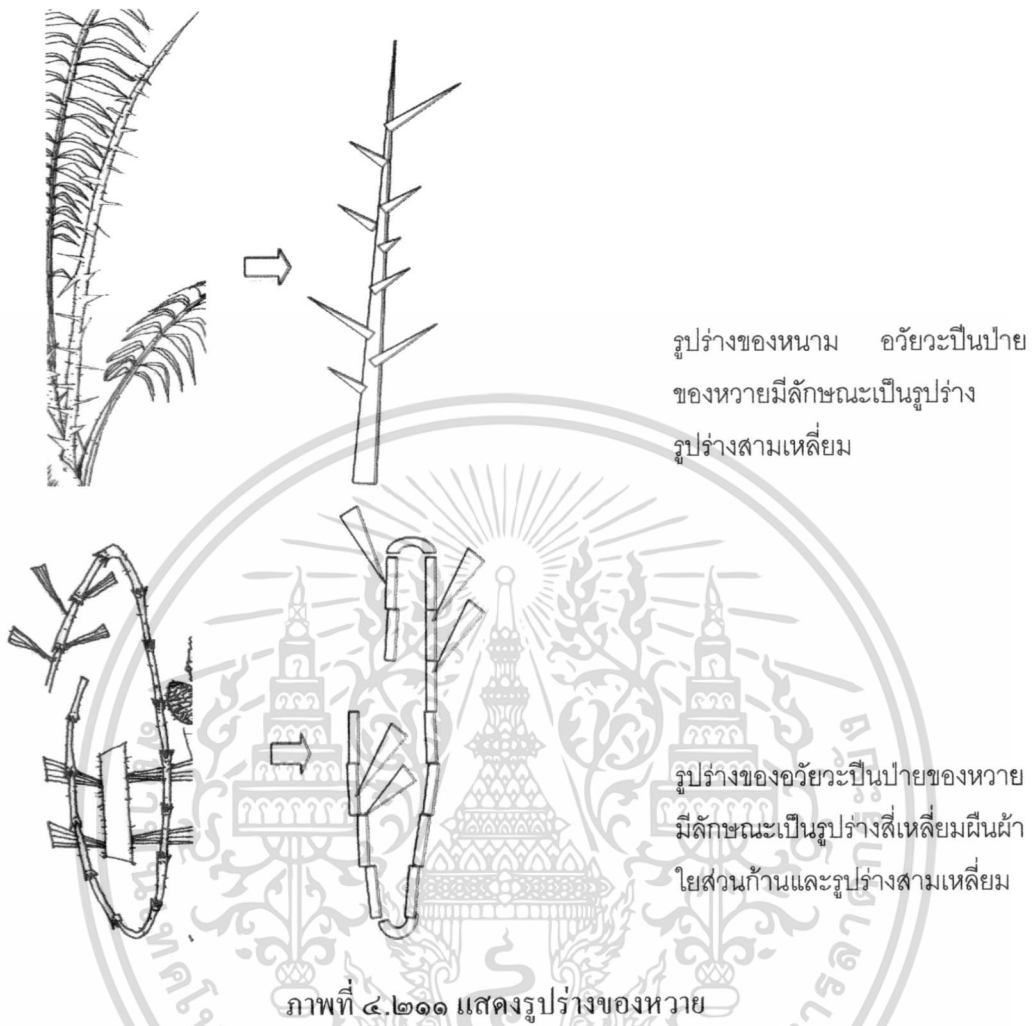 รูปร่างของหนาม อวัยวะปีนป่าย
ของหวายมีลักษณะเป็นรูปร่าง
รูปร่างสามเหลี่ยม
รูปร่างของอวัยวะปีนป่ายของหวาย
มีลักษณะเป็นรูปร่างสี่เหลี่ยมผืนผ้า
ใยส่วนก้านและรูปร่างสามเหลี่ยม
ภาพที่ ๔.๒๑๑ แสดงรูปร่างของหวาย